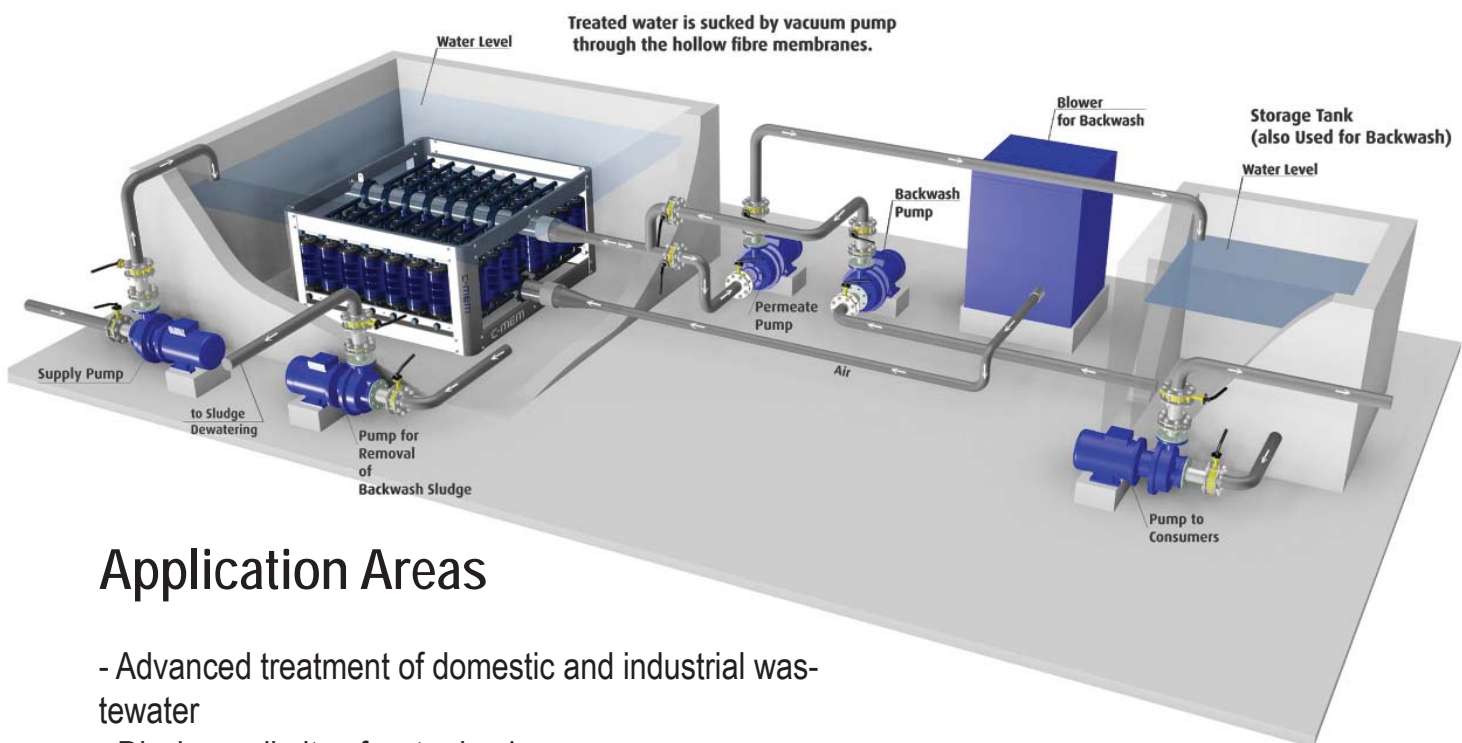 Treated water is sucked by vacuum pump
through the hollow fibre membranes.
Water Level
Blower
for Backwash
Storage Tank
(also Used for Backwash)
Water Level
Backwash
Pump
Permeate
Pump
Air
C-MEM
C-MEM
Supply Pump
to Sludge
Dewatering
Pump for
Removal
of
Backwash Sludge
Pump to
Consumers
Application Areas
- Advanced treatment of domestic and industrial was-
tewater